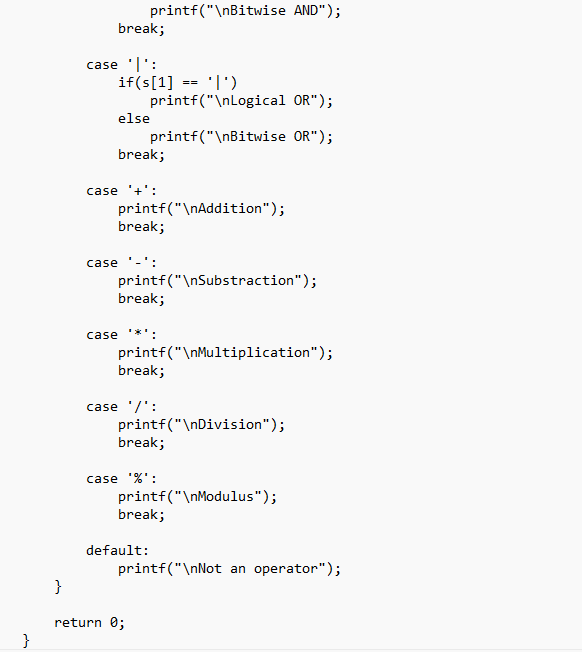 printf("\nBitwise AND");
break;
case '|':
if(s[1] == '|')
printf("\nLogical OR");
else
printf("\nBitwise OR");
break;
case '+':
printf("\nAddition");
break;
case '-':
printf("\nSubstraction");
break;
case '*':
printf("\nMultiplication");
break;
case '/':
printf("\nDivision");
break;
case '%':
printf("\nModulus");
break;
default:
printf("\nNot an operator");
}
return 0;
}